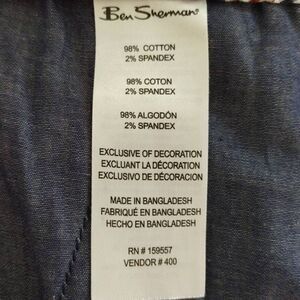 Ben Sherman
98% COTTON
2% SPANDEX
98% COTON
2% SPANDEX
98% ALGODÓN
2% SPANDEX
EXCLUSIVE OF DECORATION
EXCLUANT LA DÉCORATION
EXCLUSIVO DE DECORACION
MADE IN BANGLADESH
FABRIQUÉ EN BANGLADESH
HECHO EN BANGLADESH
RN # 159557
VENDOR # 400